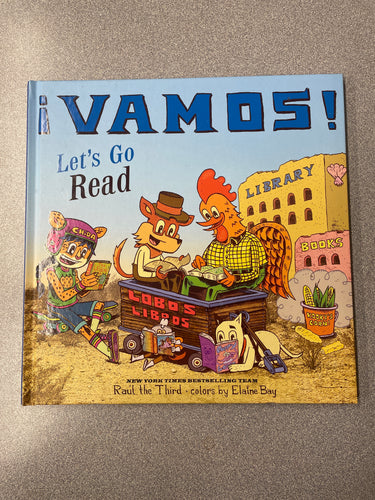 ¡VAMOS!
Let's Go
Read
LIBRARY
BOOKS
LOBO'S
LIBROS
NEW YORK TIMES BESTSELLING TEAM
Raúl the Third • colors by Elaine Bay